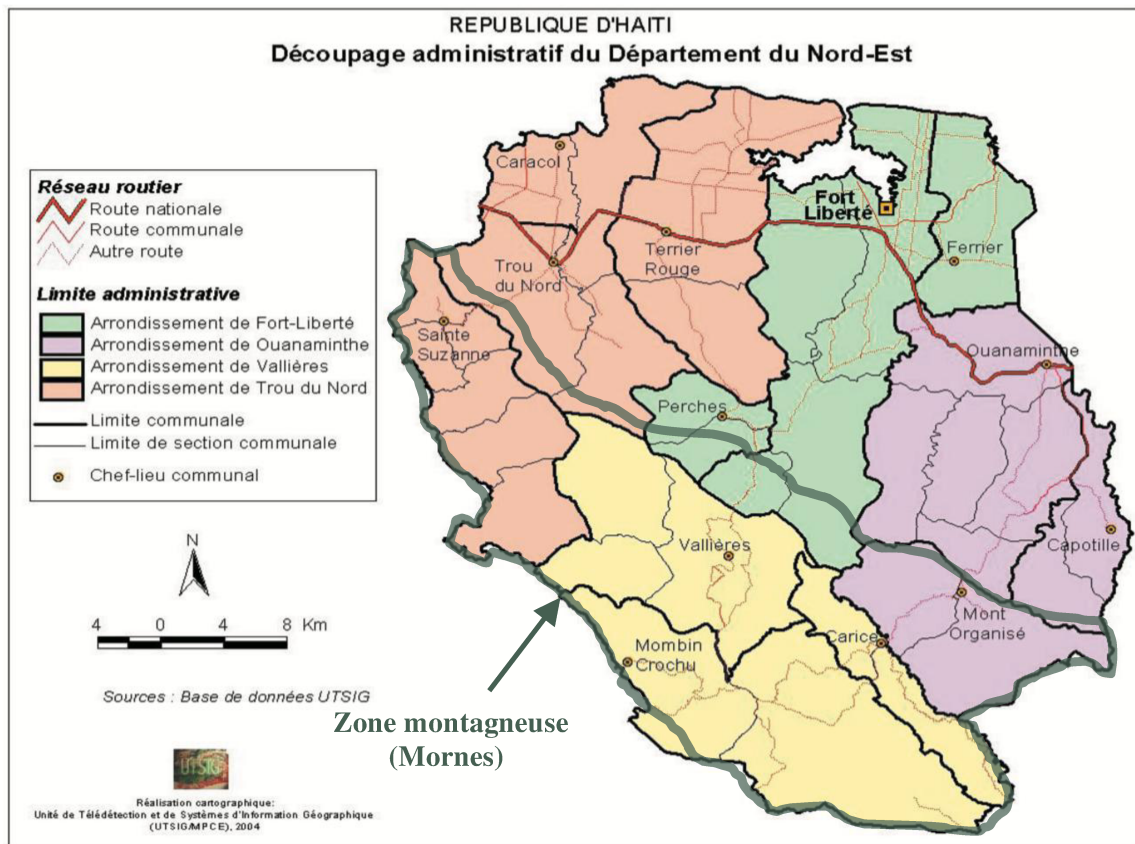 REPUBLIQUE D'HAITI
Découpage administratif du Département du Nord-Est
Réseau routier
Route nationale
Route communale
Autre route
Limite administrative
Arrondissement de Fort-Liberté
Arrondissement de Ouanaminthe
Arrondissement de Vallières
Arrondissement de Trou du Nord
Limite communale
Limite de section communale
Chef-lieu communal
N
4 0 4 8 Km
Sources : Base de données UTSIG
UTSIG
Réalisation cartographique:
Unité de Télédétection et de Systèmes d'Information Géographique
(UTSIG/MPCE), 2004
Caracol
Fort
Liberté
Terrier
Rouge
Ferrier
Trou
du Nord
Sainte
Suzanne
Ouanaminthe
Perches
Vallières
Capotille
Mont
Organisé
Carice
Mombin
Crochu
Zone montagneuse
(Mornes)